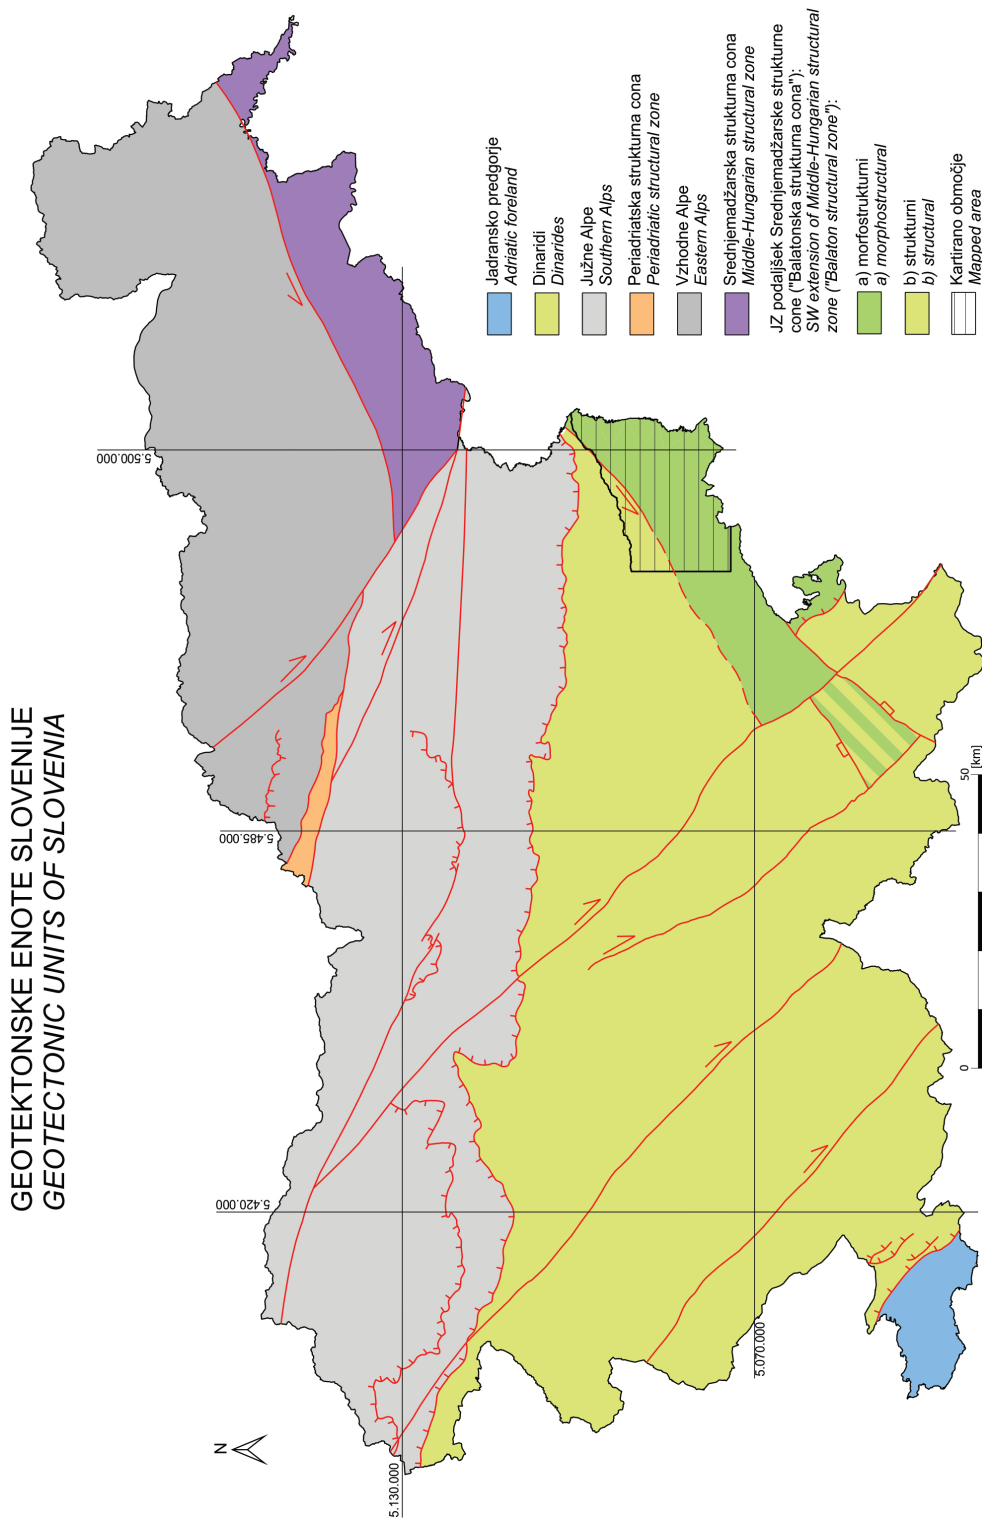 GEOTEKTONSKE ENOTE SLOVENIJE
GEOTECTONIC UNITS OF SLOVENIA
N
5.130.000
5.070.000
5.420.000
5.485.000
5.500.000
0
50 [km]
Jadransko predgorje
Adriatic foreland
Dinaridi
Dinarides
Južne Alpe
Southern Alps
Periadriatska strukturna cona
Periadriatic structural zone
Vzhodne Alpe
Eastern Alps
Srednjemadžarska strukturna cona
Middle-Hungarian structural zone
JZ podaljšek Srednjemadžarske strukturne
cone ("Balatonska strukturna cona"):
SW extension of Middle-Hungarian structural
zone ("Balaton structural zone"):
a) morfostrukturni
a) morphostructural
b) strukturni
b) structural
Kartirano območje
Mapped area